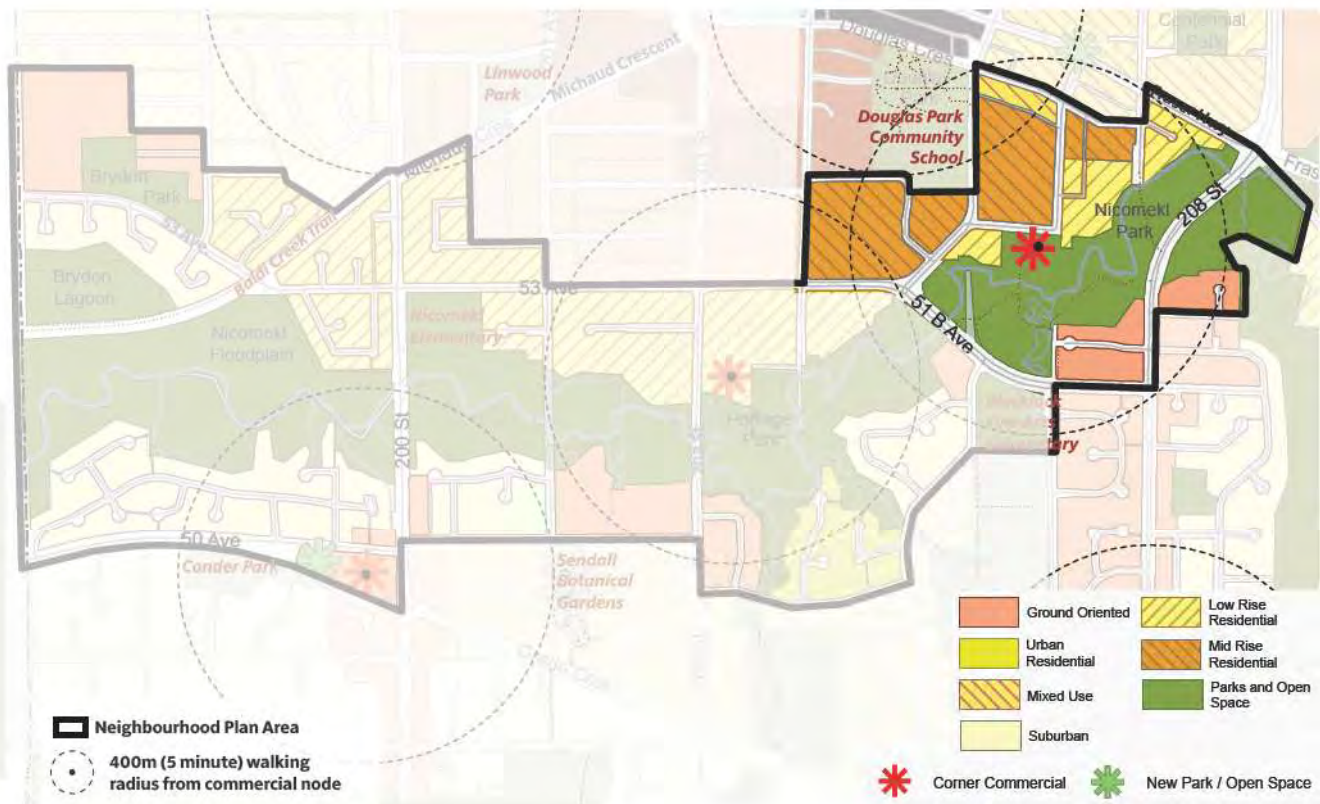 Centennial
Park
Douglas Cres
Linwood
Park
Michaud Crescent
Douglas Park
Community
School
Brydon
Park
53 Ave
Baldi Creek Trail
Brydon
Lagoon
Nicomekl
Floodplain
Nicomekl
Elementary
53 Ave
200 St
Nicomekl
Park
208 St
51 B Ave
50 Ave
Conder Park
Sendall
Botanical
Gardens
Neighbourhood Plan Area
400m (5 minute) walking
radius from commercial node
Ground Oriented
Low Rise
Residential
Urban
Residential
Mid Rise
Residential
Mixed Use
Parks and Open
Space
Suburban
Corner Commercial
New Park / Open Space